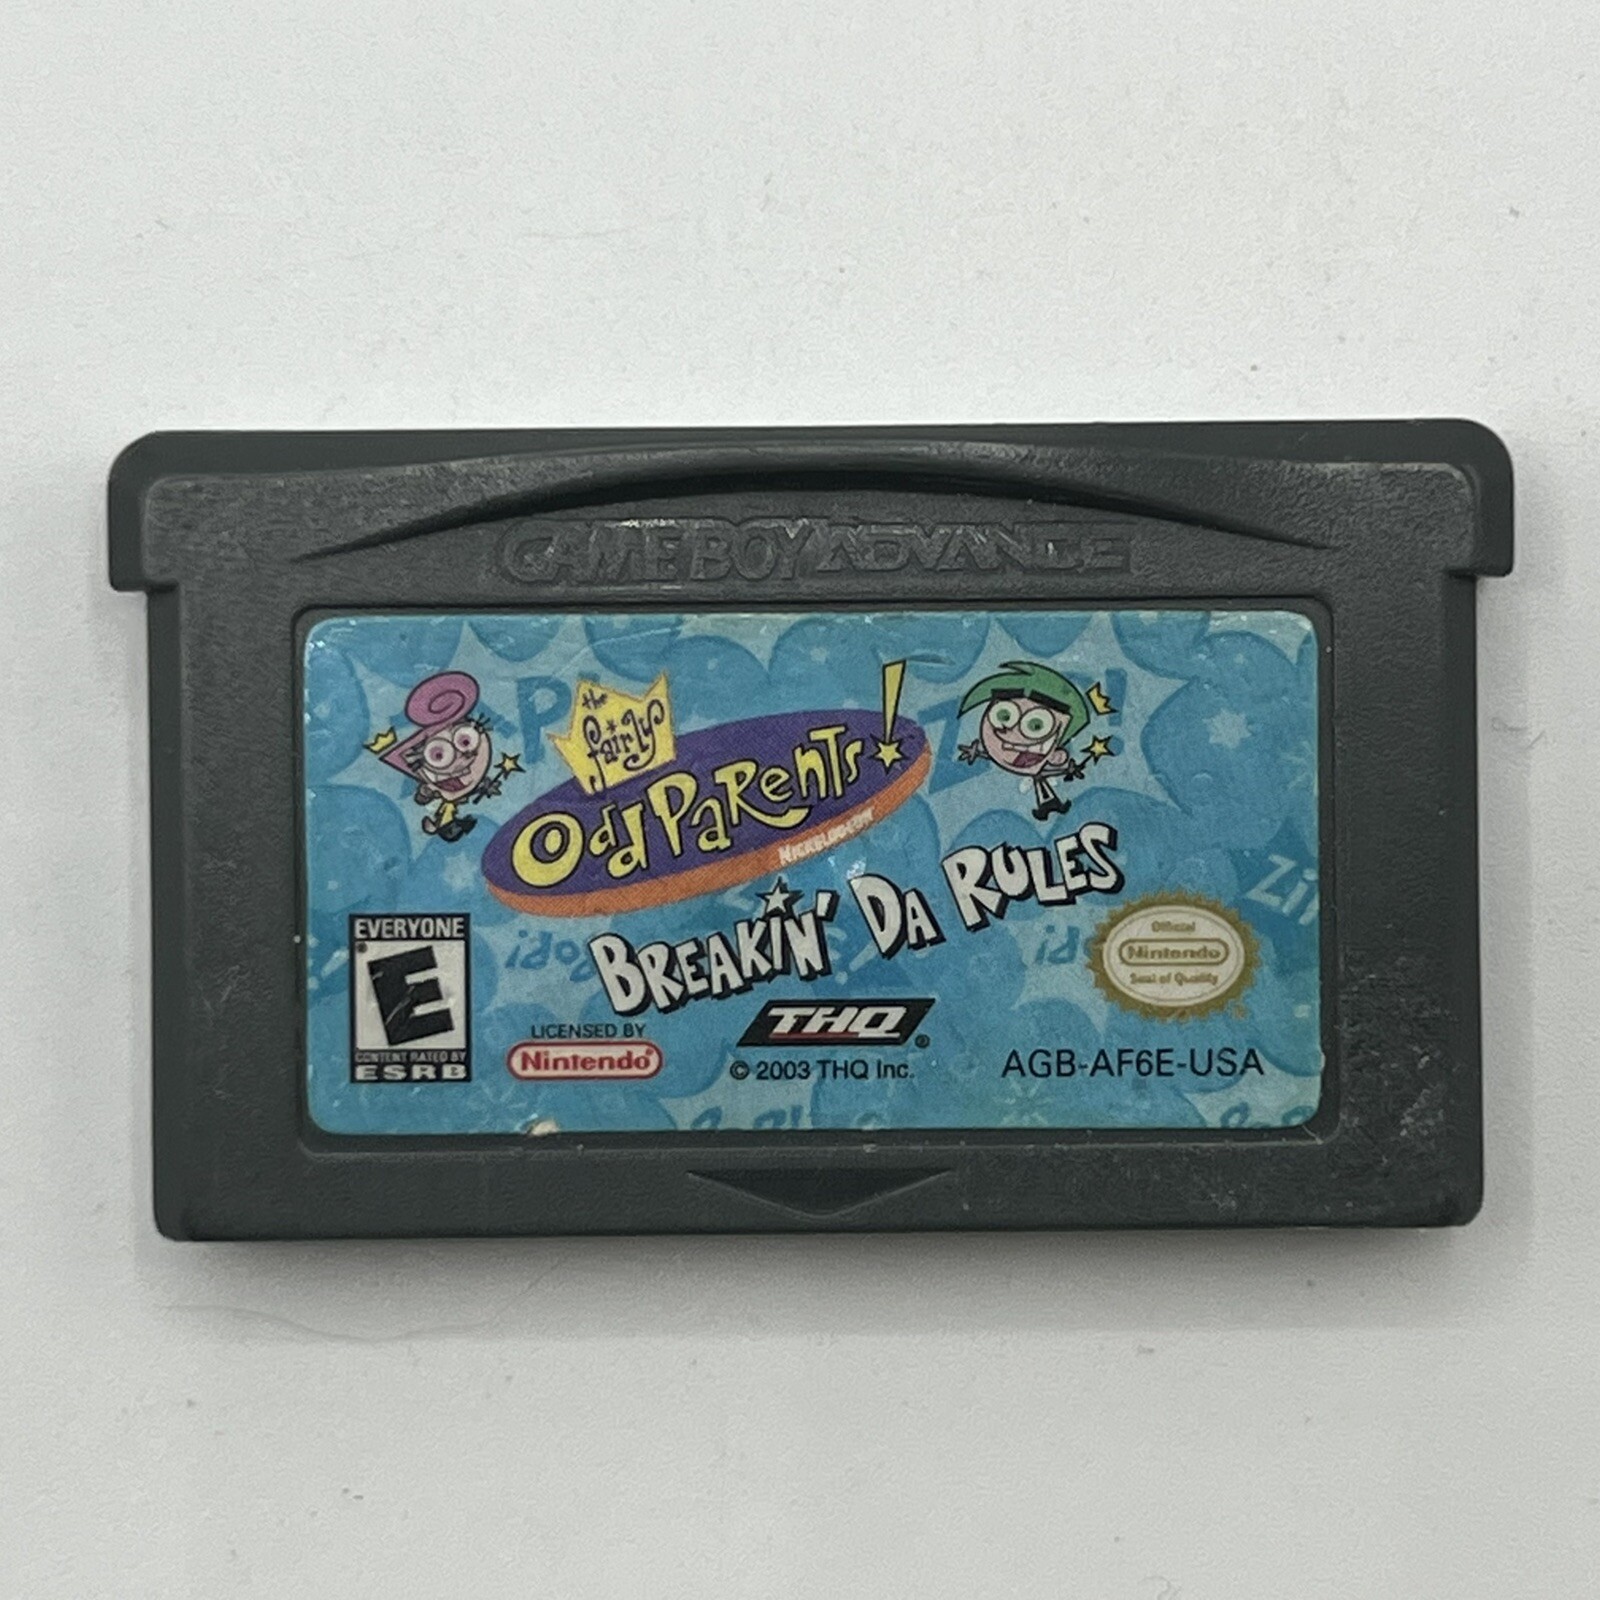 GAME BOY ADVANCE
the fairly
OddParents!
NICKELODEON
BREAKIN' DA RULES
EVERYONE
E
CONTENT RATED BY
ESRB
LICENSED BY
Nintendo
THQ
© 2003 THQ Inc.
Official
Nintendo
Seal of Quality
AGB-AF6E-USA